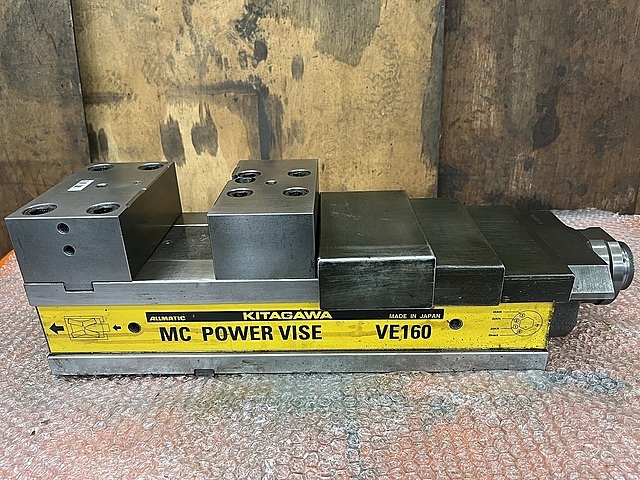 ALLMATIC KITAGAWA MADE IN JAPAN
MC POWER VISE VE160